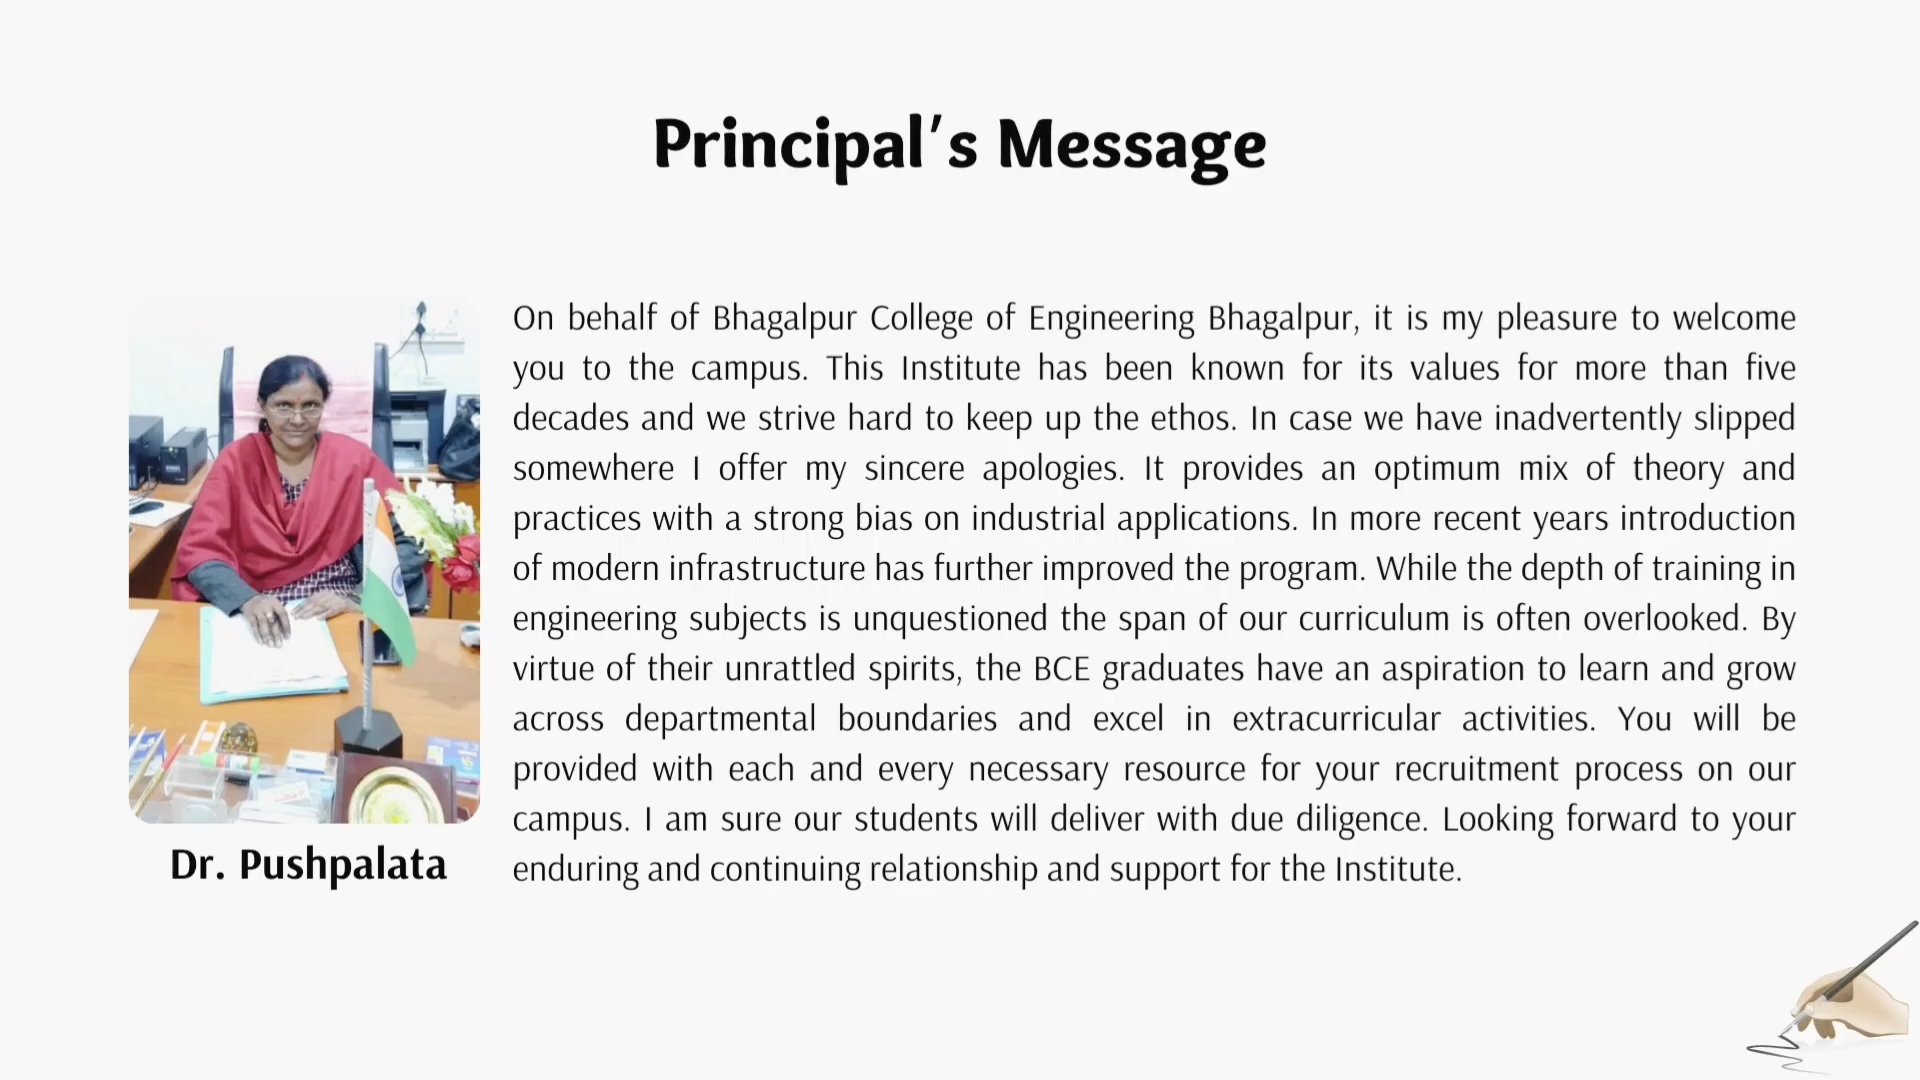 Principal's Message
On behalf of Bhagalpur College of Engineering Bhagalpur, it is my pleasure to welcome
you to the campus. This Institute has been known for its values for more than five
decades and we strive hard to keep up the ethos. In case we have inadvertently slipped
somewhere I offer my sincere apologies. It provides an optimum mix of theory and
practices with a strong bias on industrial applications. In more recent years introduction
of modern infrastructure has further improved the program. While the depth of training in
engineering subjects is unquestioned the span of our curriculum is often overlooked. By
virtue of their unrattled spirits, the BCE graduates have an aspiration to learn and grow
across departmental boundaries and excel in extracurricular activities. You will be
provided with each and every necessary resource for your recruitment process on our
campus. I am sure our students will deliver with due diligence. Looking forward to your
enduring and continuing relationship and support for the Institute.
Dr. Pushpalata